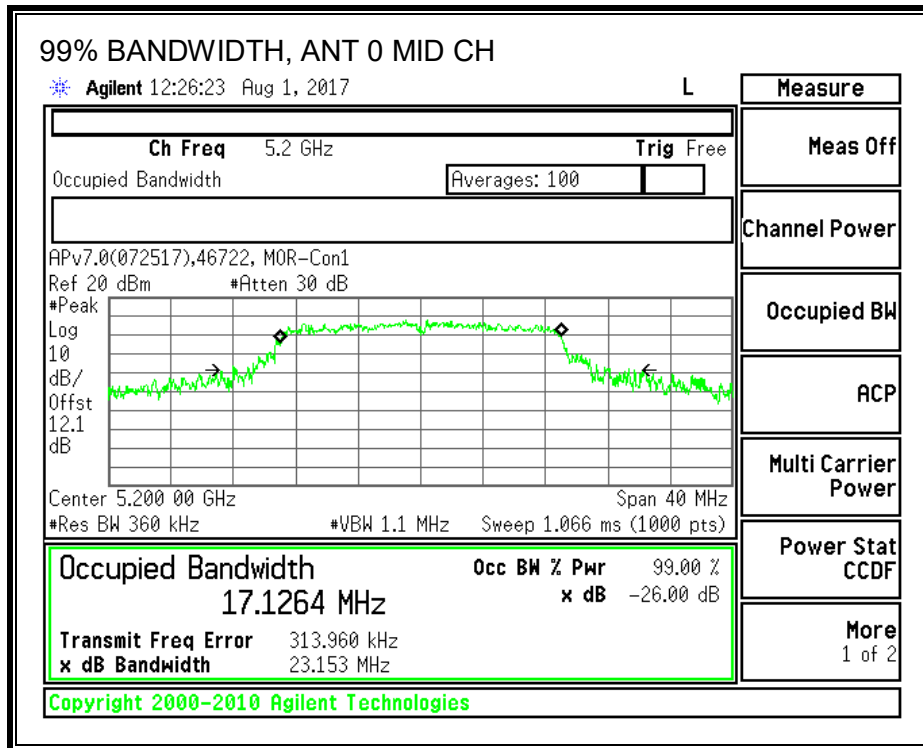 99% BANDWIDTH, ANT 0 MID CH
Agilent 12:26:23 Aug 1, 2017 L
Measure
Ch Freq 5.2 GHz Trig Free
Meas Off
Occupied Bandwidth Averages: 100
Channel Power
APv7.0(072517),46722, MOR-Con1
Ref 20 dBm #Atten 30 dB
#Peak
Log
10
dB/
Offst
12.1
dB
Occupied BW
ACP
Multi Carrier
Power
Center 5.200 00 GHz Span 40 MHz
#Res BW 360 kHz #VBW 1.1 MHz Sweep 1.066 ms (1000 pts)
Power Stat
CCDF
Occupied Bandwidth Occ BW % Pwr 99.00 %
17.1264 MHz x dB -26.00 dB
Transmit Freq Error 313.960 kHz
x dB Bandwidth 23.153 MHz
More
1 of 2
Copyright 2000-2010 Agilent Technologies